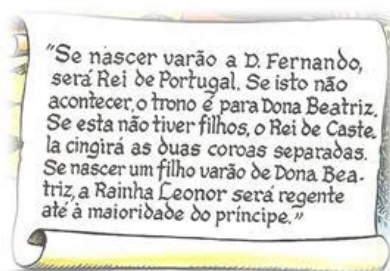 "Se nascer varão a D. Fernando,
será Rei de Portugal. Se isto não
acontecer, o trono é para Dona Beatriz.
Se esta não tiver filhos, o Rei de Caste.
la cingirá as duas coroas separadas.
Se nascer um filho varão de Dona Bea-
triz, a Rainha Leonor será regente
até à maioridade do príncipe."